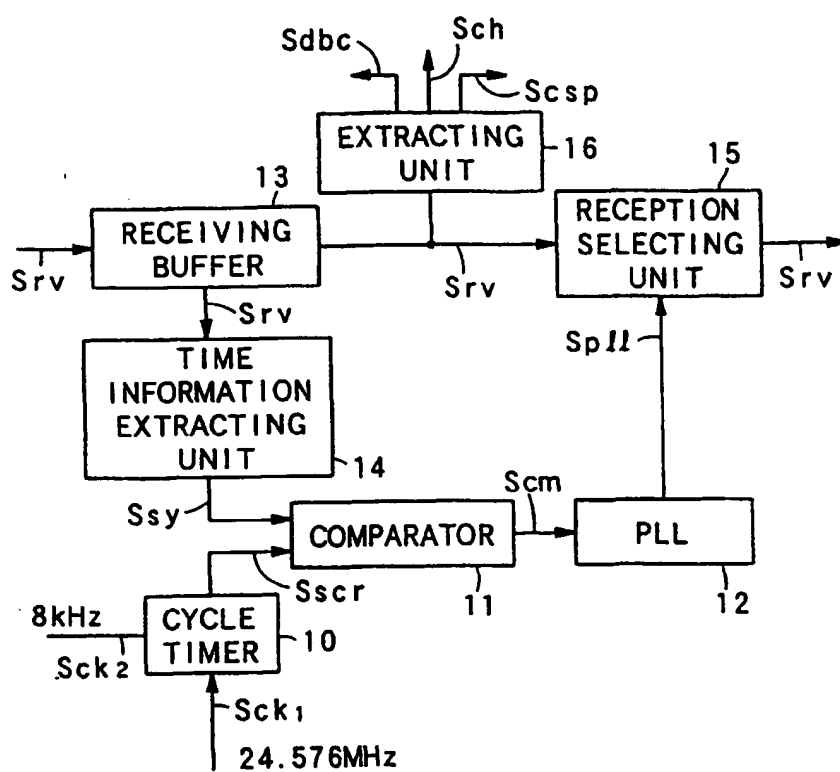 Sdbc
Sch
Scsp
EXTRACTING
UNIT
16
13
15
RECEIVING
BUFFER
RECEPTION
SELECTING
UNIT
Srv
Srv
Srv
Srv
Spll
TIME
INFORMATION
EXTRACTING
UNIT
14
Ssy
Scm
COMPARATOR
PLL
Sscr
11
12
8kHz
Sck2
CYCLE
TIMER
10
Sck1
24.576MHz